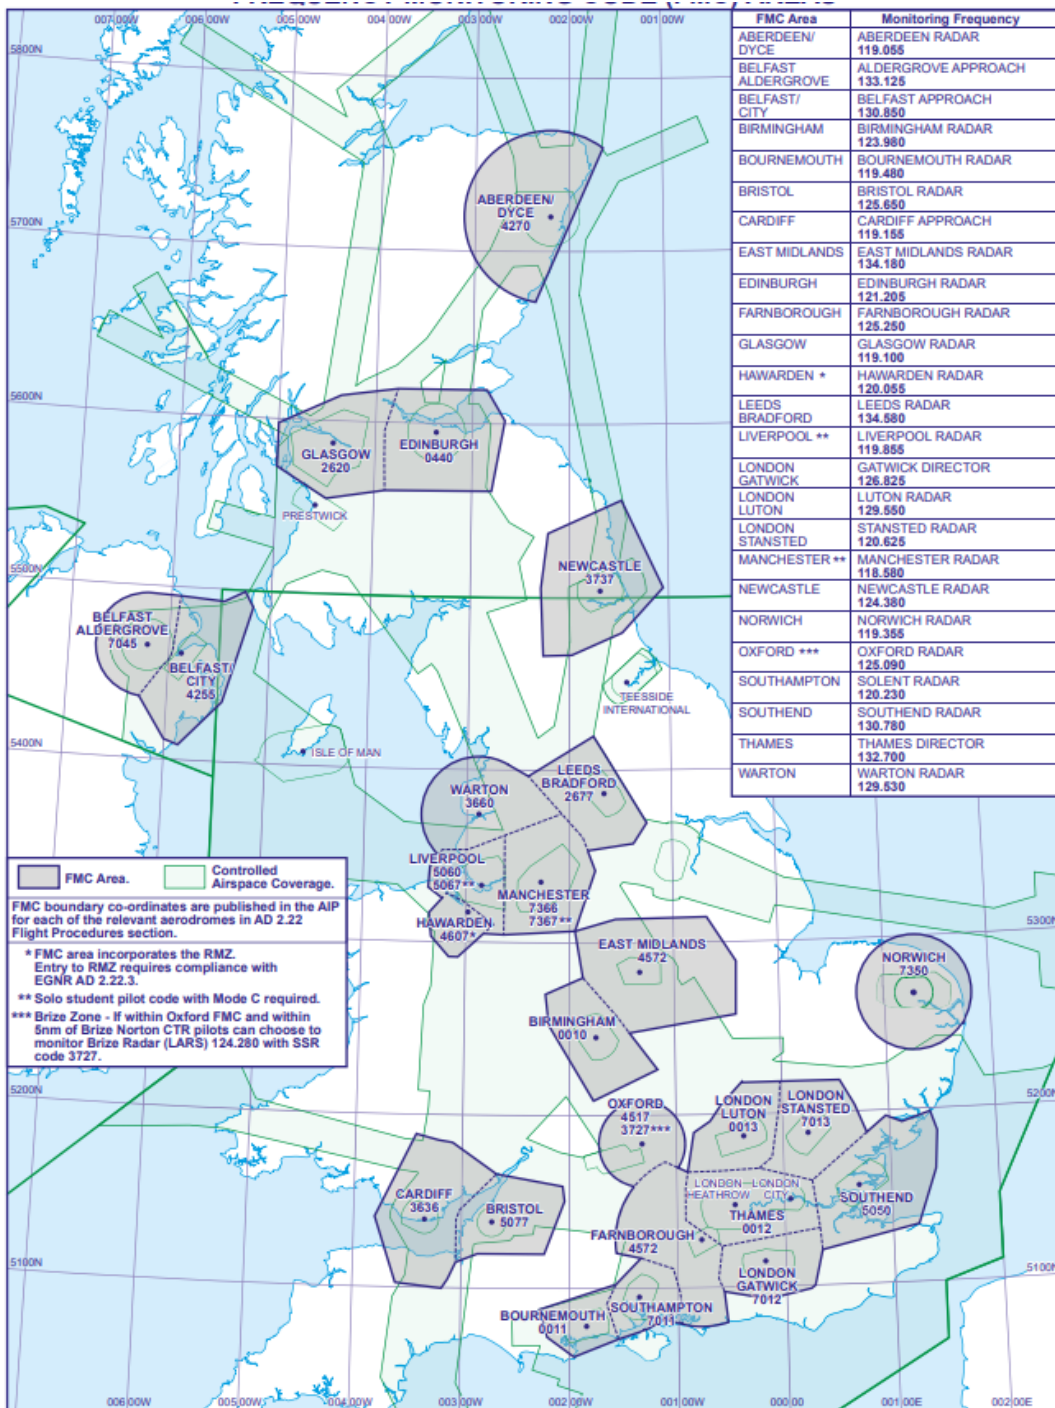 FREQUENCY MONITORING CODE (FMC) AREAS
007 00W
006 00W
005 00W
004 00W
003 00W
002 00W
001 00W
5800N
5700N
5600N
5500N
5400N
5300N
5200N
5200N
5100N
5100N
5300N
006 00W
005 00W
004 00W
003 00W
002 00W
001 00W
000 00E
001 00E
002 00E
FMC Area Monitoring Frequency
ABERDEEN/ ABERDEEN RADAR
DYCE 119.055
BELFAST ALDERGROVE APPROACH
ALDERGROVE 133.125
BELFAST/ BELFAST APPROACH
CITY 130.850
BIRMINGHAM BIRMINGHAM RADAR
123.980
BOURNEMOUTH BOURNEMOUTH RADAR
119.480
BRISTOL BRISTOL RADAR
125.650
CARDIFF CARDIFF APPROACH
119.155
EAST MIDLANDS EAST MIDLANDS RADAR
134.180
EDINBURGH EDINBURGH RADAR
121.205
FARNBOROUGH FARNBOROUGH RADAR
125.250
GLASGOW GLASGOW RADAR
119.100
HAWARDEN * HAWARDEN RADAR
120.055
LEEDS LEEDS RADAR
BRADFORD 134.580
LIVERPOOL ** LIVERPOOL RADAR
119.855
LONDON GATWICK DIRECTOR
GATWICK 126.825
LONDON LUTON RADAR
LUTON 129.550
LONDON STANSTED RADAR
STANSTED 120.625
MANCHESTER ** MANCHESTER RADAR
118.580
NEWCASTLE NEWCASTLE RADAR
124.380
NORWICH NORWICH RADAR
119.355
OXFORD *** OXFORD RADAR
125.090
SOUTHAMPTON SOLENT RADAR
120.230
SOUTHEND SOUTHEND RADAR
130.780
THAMES THAMES DIRECTOR
132.700
WARTON WARTON RADAR
129.530
ABERDEEN/
DYCE
4270
GLASGOW
2620
EDINBURGH
0440
PRESTWICK
NEWCASTLE
3737
BELFAST
ALDERGROVE
7045
BELFAST/
CITY
4255
TEESSIDE
INTERNATIONAL
ISLE OF MAN
LEEDS
BRADFORD
2677
WARTON
3660
LIVERPOOL
5060
5067**
MANCHESTER
7366
7367**
HAWARDEN
4607*
EAST MIDLANDS
4572
NORWICH
7350
BIRMINGHAM
0010
OXFORD
4517
3727***
LONDON
LUTON
0013
LONDON
STANSTED
7013
CARDIFF
3636
BRISTOL
5077
LONDON
HEATHROW
LONDON
CITY
THAMES
0012
SOUTHEND
5050
FARNBOROUGH
4572
LONDON
GATWICK
7012
BOURNEMOUTH
0011
SOUTHAMPTON
7011
FMC Area.
Controlled
Airspace Coverage.
FMC boundary co-ordinates are published in the AIP
for each of the relevant aerodromes in AD 2.22
Flight Procedures section.
* FMC area incorporates the RMZ.
Entry to RMZ requires compliance with
EGNR AD 2.22.3.
** Solo student pilot code with Mode C required.
*** Brize Zone - If within Oxford FMC and within
5nm of Brize Norton CTR pilots can choose to
monitor Brize Radar (LARS) 124.280 with SSR
code 3727.